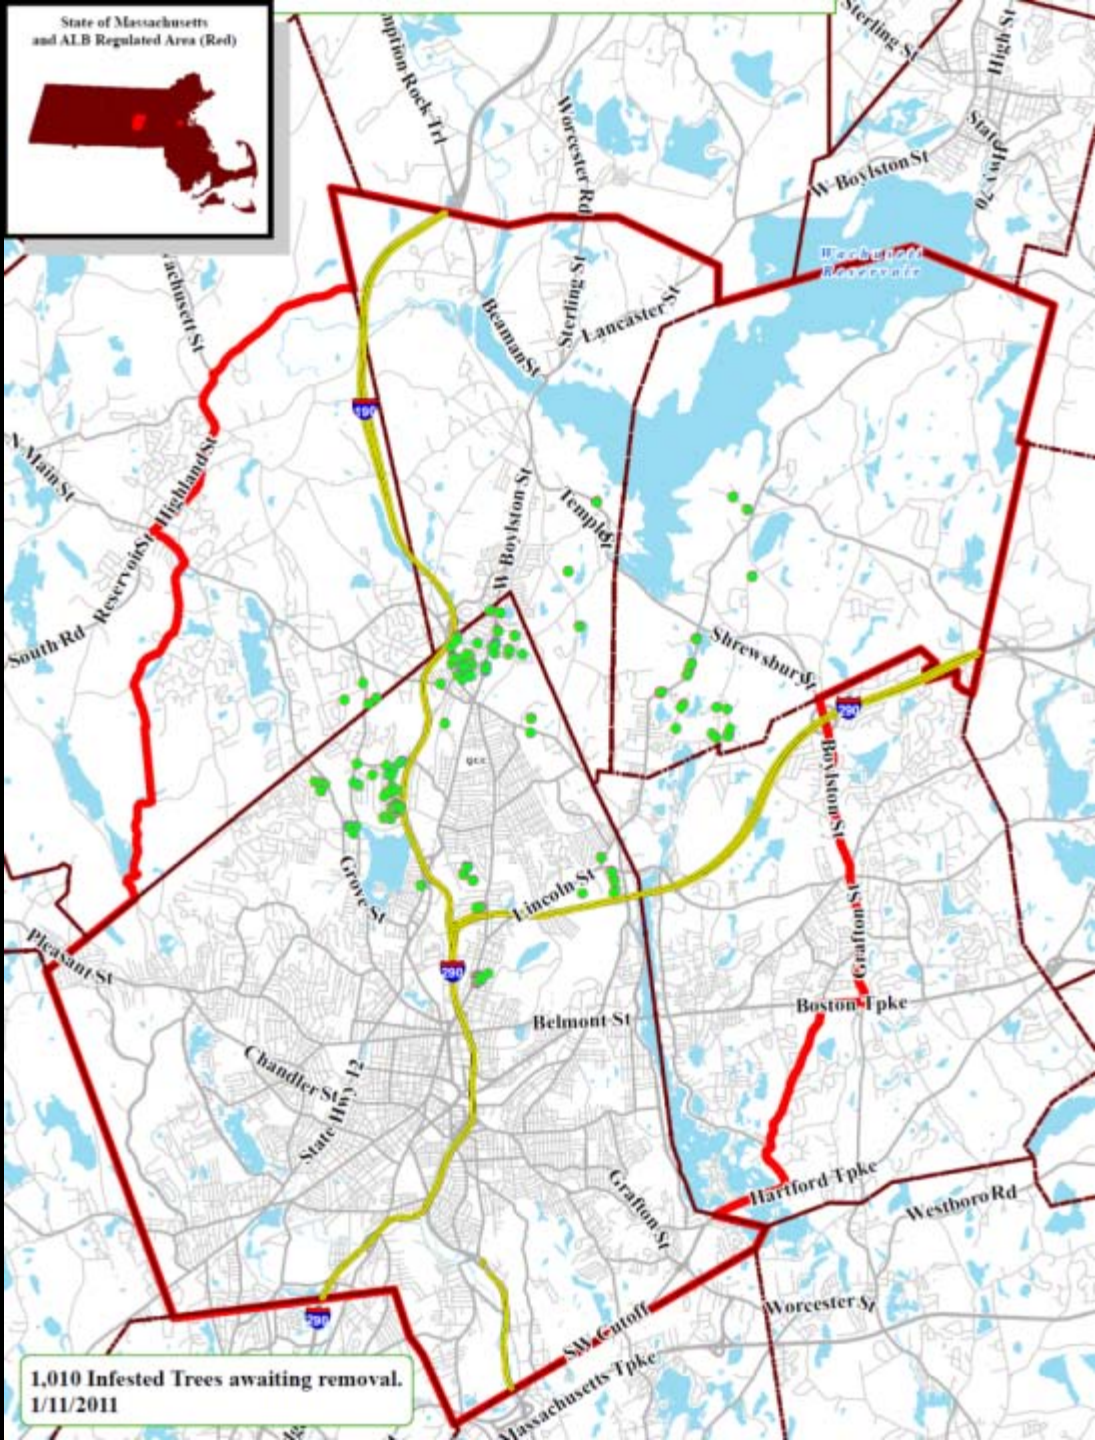 State of Massachusetts
and ALB Regulated Area (Red)
Rock Trl
Sterling St
High St
Worcester Rd
State Hwy 70
W Boylston St
Wachusett
Reservoir
Sterling St
Lancaster St
Beaman St
190
Main St
Highland St
W Boylston St
Temple St
Reservoir St
South Rd
Shrewsbury St
290
Q.C.C
Boylston St
Grove St
Lincoln St
Grafton St
Pleasant St
290
Boston Tpke
Belmont St
Chandler St
State Hwy 12
Hartford Tpke
Grafton St
Westboro Rd
Worcester St
290
SW Cutoff
Massachusetts Tpke
1,010 Infested Trees awaiting removal.
1/11/2011